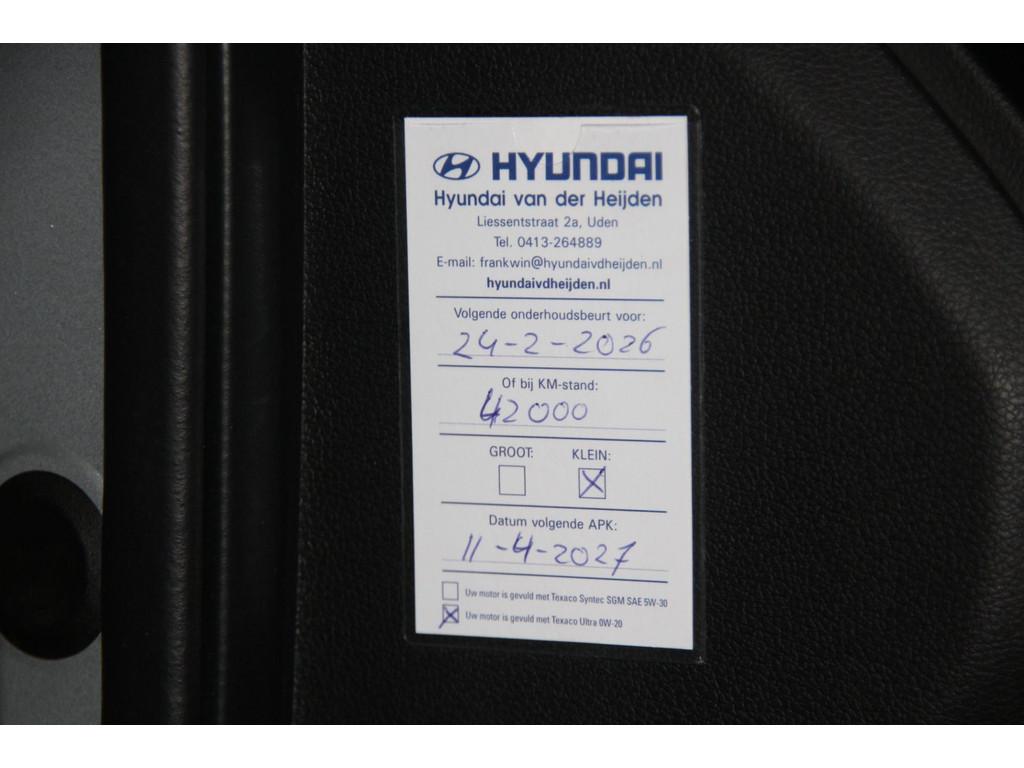 HYUNDAI
Hyundai van der Heijden
Liessentstraat 2a, Uden
Tel. 0413-264889
E-mail: frankwin@hyundaivdheijden.nl
hyundaivdheijden.nl
Volgende onderhoudsbeurt voor:
24-2-2026
Of bij KM-stand:
42000
GROOT: KLEIN:
Datum volgende APK:
11-4-2027
Uw motor is gevuld met Texaco Syntec SGM SAE 5W-30
Uw motor is gevuld met Texaco Ultra 0W-20